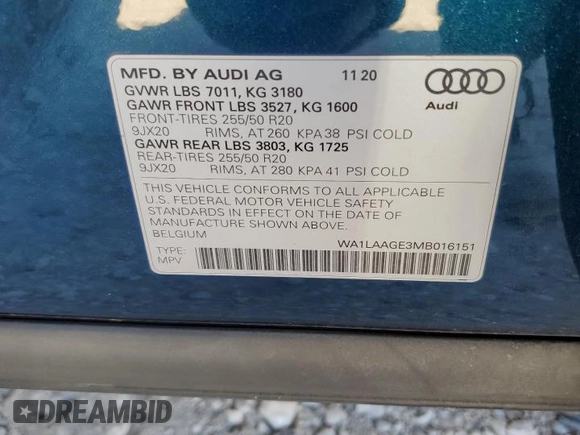 MFD. BY AUDI AG 11 20
GVWR LBS 7011, KG 3180
GAWR FRONT LBS 3527, KG 1600
FRONT-TIRES 255/50 R20
9JX20 RIMS, AT 260 KPA 38 PSI COLD
GAWR REAR LBS 3803, KG 1725
REAR-TIRES 255/50 R20
9JX20 RIMS, AT 280 KPA 41 PSI COLD
Audi
THIS VEHICLE CONFORMS TO ALL APPLICABLE
U.S. FEDERAL MOTOR VEHICLE SAFETY
STANDARDS IN EFFECT ON THE DATE OF
MANUFACTURE SHOWN ABOVE.
BELGIUM
WA1LAAGE3MB016151
TYPE:
MPV
DREAMBID